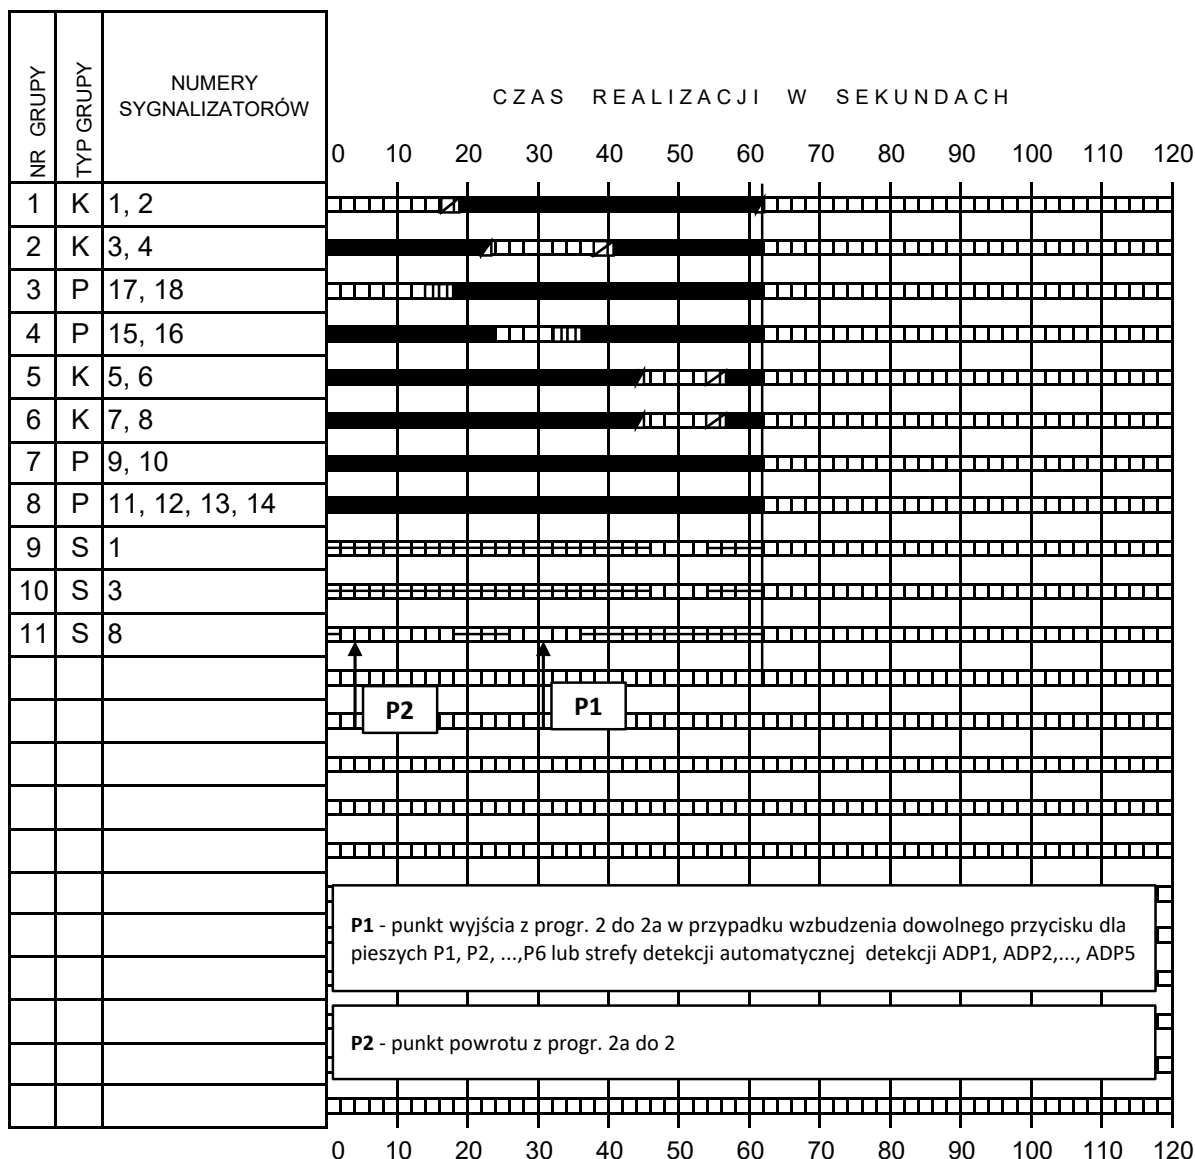 NR GRUPY
TYP GRUPY
NUMERY
SYGNALIZATORÓW
CZAS REALIZACJI W SEKUNDACH
0 10 20 30 40 50 60 70 80 90 100 110 120
1 K 1, 2
2 K 3, 4
3 P 17, 18
4 P 15, 16
5 K 5, 6
6 K 7, 8
7 P 9, 10
8 P 11, 12, 13, 14
9 S 1
10 S 3
11 S 8
P2 P1
P1 - punkt wyjścia z progr. 2 do 2a w przypadku wzbudzenia dowolnego przycisku dla
pieszych P1, P2, ...,P6 lub strefy detekcji automatycznej detekcji ADP1, ADP2,..., ADP5
P2 - punkt powrotu z progr. 2a do 2
0 10 20 30 40 50 60 70 80 90 100 110 120